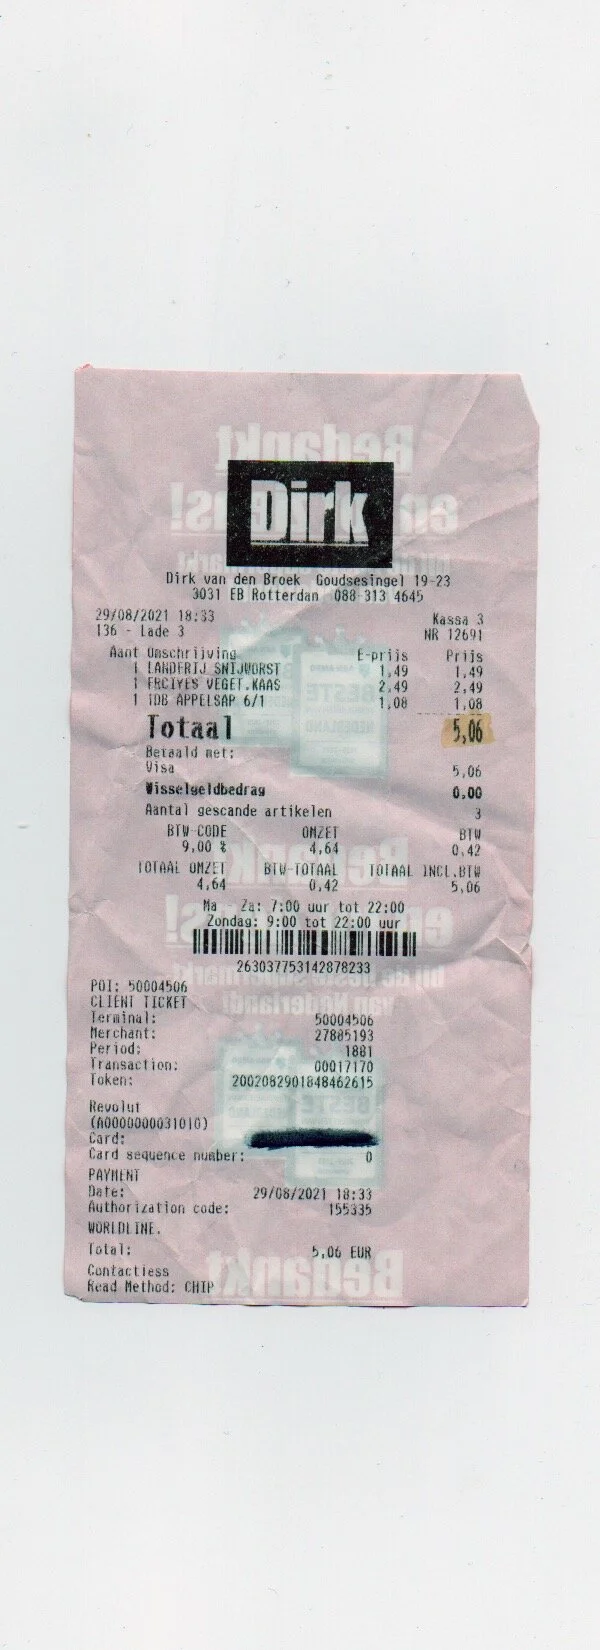 Dirk
Dirk van den Broek Goudsesingel 19-23
3031 EB Rotterdam 088-313 4645
29/08/2021 18:33 Kassa 3
136 - Lade 3 NR 12691
Aant Omschrijving E-prijs Prijs
1 LANDERIJ SNIJWORST 1,49 1,49
1 ERCIYES VEGET.KAAS 2,49 2,49
1 1DB APPELSAP 6/1 1,08 1,08
Totaal 5,06
Betaald met:
Visa 5,06
Wisselgeldbedrag 0,00
Aantal gescande artikelen 3
BTW-CODE OMZET BTW
9,00 % 4,64 0,42
TOTAAL OMZET BTW-TOTAAL TOTAAL INCL.BTW
4,64 0,42 5,06
Ma Za: 7:00 uur tot 22:00
Zondag: 9:00 tot 22:00 uur
263037753142878233
POI: 50004506
CLIENT TICKET
Terminal: 50004506
Merchant: 27885193
Period: 1881
Transaction: 00017170
Token: 2002082901848462615
Revolut
(A0000000031010)
Card:
Card sequence number: 0
PAYMENT
Date: 29/08/2021 18:33
Authorization code: 155335
WORLDLINE.
Total: 5,06 EUR
Contactless
Read Method: CHIP